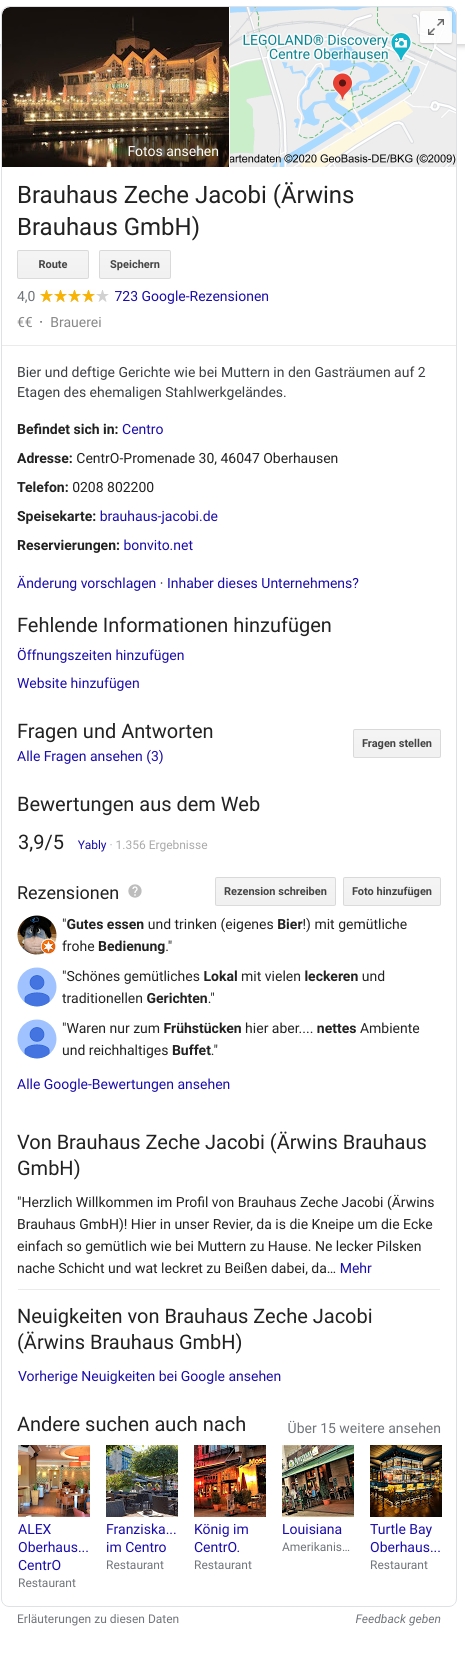 LEGOLAND® Discovery
Centre Oberhausen
Fotos ansehen
artendaten ©2020 GeoBasis-DE/BKG (©2009)
Brauhaus Zeche Jacobi (Ärwins
Brauhaus GmbH)
Route Speichern
4,0 723 Google-Rezensionen
€€ · Brauerei
Bier und deftige Gerichte wie bei Muttern in den Gasträumen auf 2
Etagen des ehemaligen Stahlwerkgeländes.
Befindet sich in: Centro
Adresse: CentrO-Promenade 30, 46047 Oberhausen
Telefon: 0208 802200
Speisekarte: brauhaus-jacobi.de
Reservierungen: bonvito.net
Änderung vorschlagen · Inhaber dieses Unternehmens?
Fehlende Informationen hinzufügen
Öffnungszeiten hinzufügen
Website hinzufügen
Fragen und Antworten
Alle Fragen ansehen (3)
Fragen stellen
Bewertungen aus dem Web
3,9/5 Yably · 1.356 Ergebnisse
Rezensionen ? Rezension schreiben Foto hinzufügen
"Gutes essen und trinken (eigenes Bier!) mit gemütliche
frohe Bedienung."
"Schönes gemütliches Lokal mit vielen leckeren und
traditionellen Gerichten."
"Waren nur zum Frühstücken hier aber.... nettes Ambiente
und reichhaltiges Buffet."
Alle Google-Bewertungen ansehen
Von Brauhaus Zeche Jacobi (Ärwins Brauhaus
GmbH)
"Herzlich Willkommen im Profil von Brauhaus Zeche Jacobi (Ärwins
Brauhaus GmbH)! Hier in unser Revier, da is die Kneipe um die Ecke
einfach so gemütlich wie bei Muttern zu Hause. Ne lecker Pilsken
nache Schicht und wat leckret zu Beißen dabei, da... Mehr
Neuigkeiten von Brauhaus Zeche Jacobi
(Ärwins Brauhaus GmbH)
Vorherige Neuigkeiten bei Google ansehen
Andere suchen auch nach Über 15 weitere ansehen
ALEX
Oberhaus...
CentrO
Restaurant
Franziska...
im Centro
Restaurant
König im
CentrO.
Restaurant
Louisiana
Amerikanis...
Turtle Bay
Oberhaus...
Restaurant
Erläuterungen zu diesen Daten Feedback geben